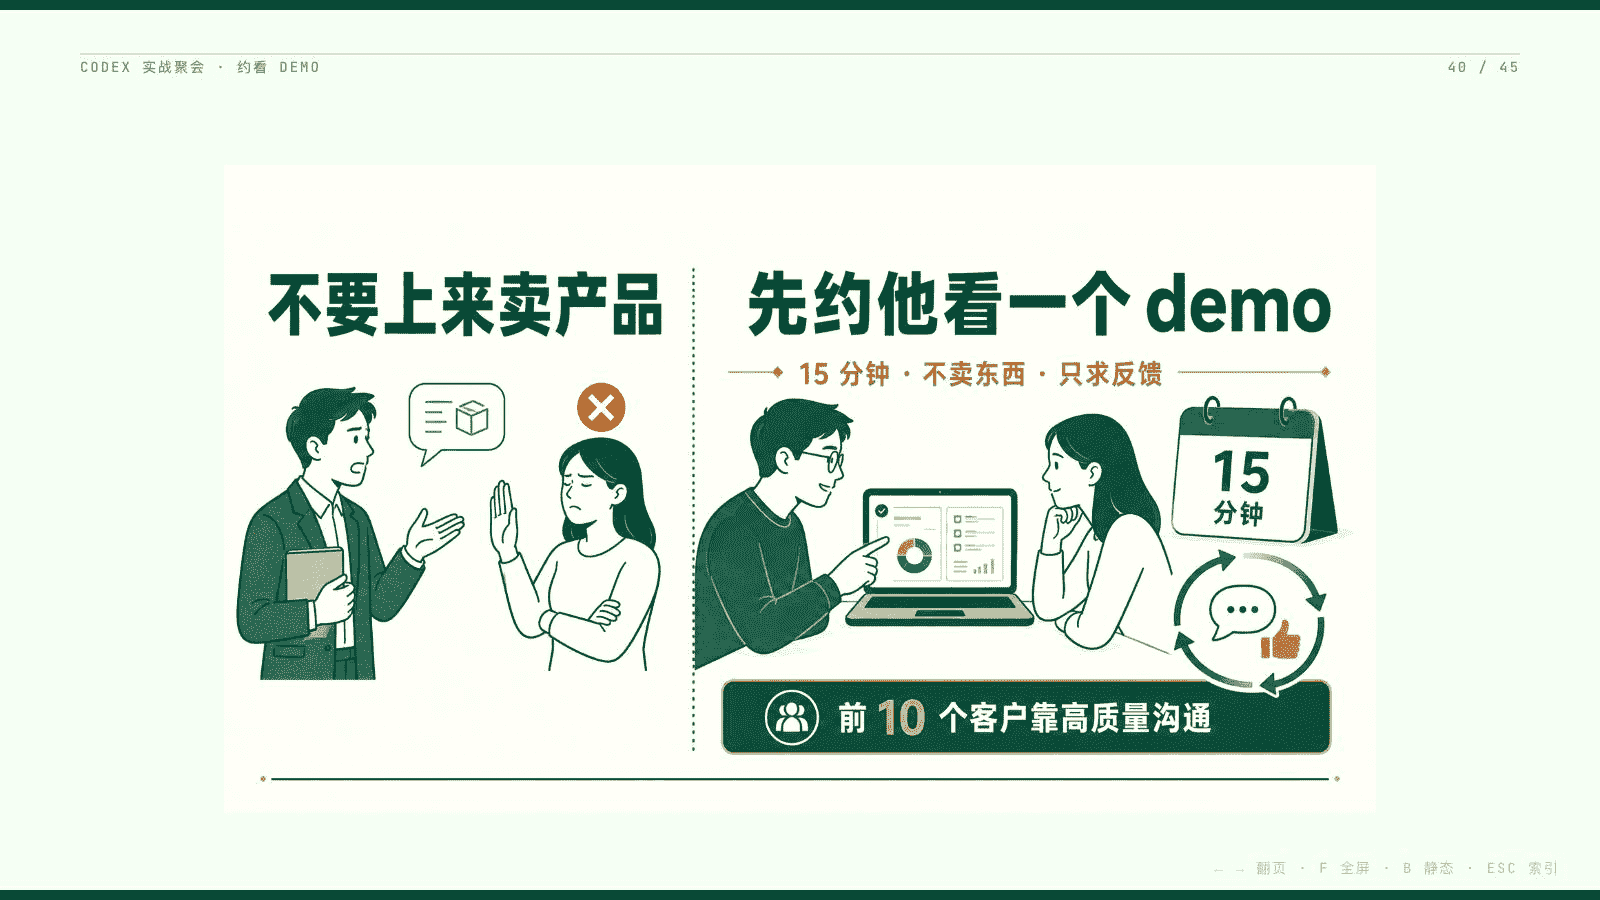 CODEX 实战聚会 · 约看 DEMO
40 / 45
不要上来卖产品
先约他看一个 demo
15 分钟 · 不卖东西 · 只求反馈
15
分钟
前 10 个客户靠高质量沟通
← → 翻页 · F 全屏 · B 静态 · ESC 索引